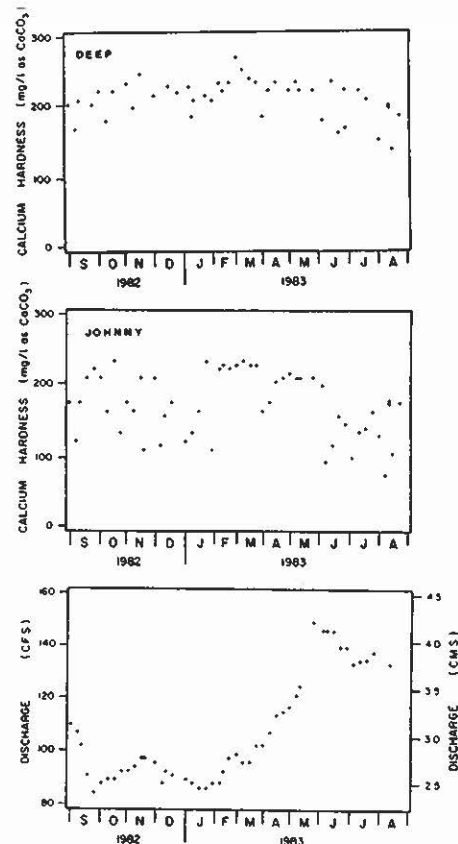 CALCIUM HARDNESS (mg/l as CaCO3)
300
DEEP
200
100
0
S O N D J F M A M J J A
1982 1983
CALCIUM HARDNESS (mg/l as CaCO3)
300
JOHNNY
200
100
0
S O N D J F M A M J J A
1982 1983
DISCHARGE (CFS)
160
140
120
100
80
4.5
4.0
3.5
3.0
2.5
DISCHARGE (CMS)
S O N D J F M A M J J A
1982 1983